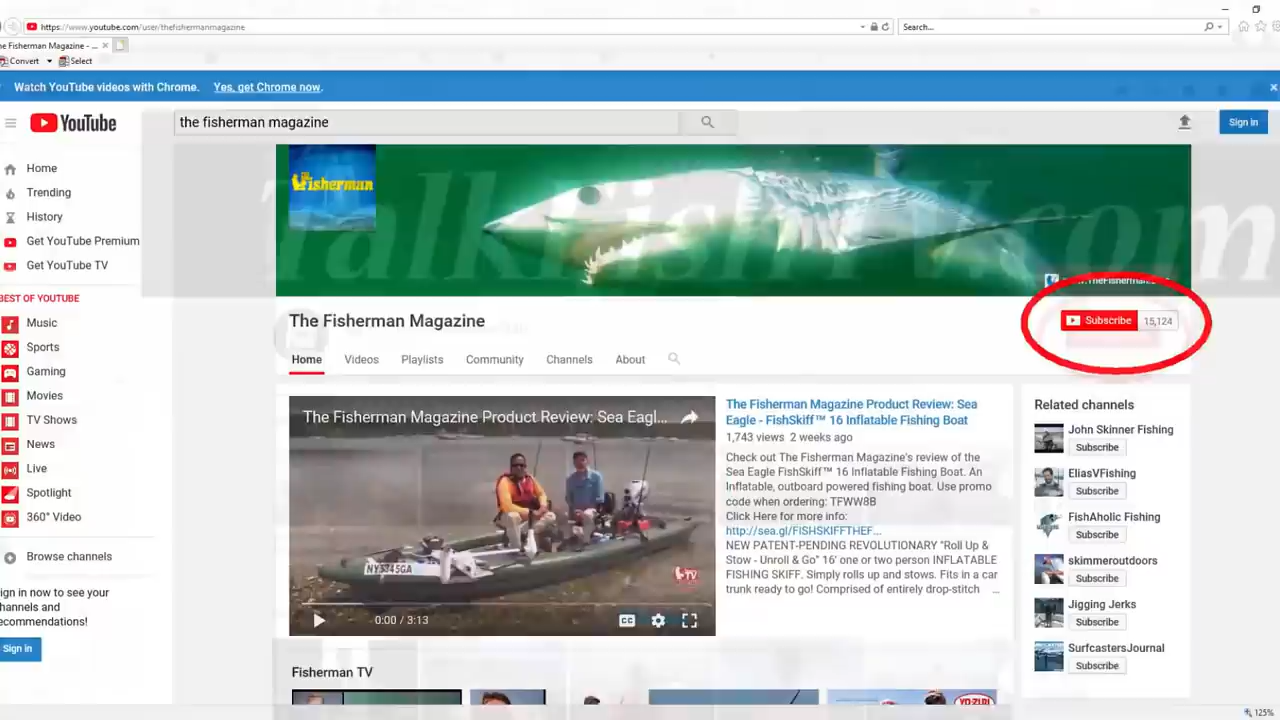 https://www.youtube.com/user/thefishermanmagazine
Search...
he Fisherman Magazine - ...
Convert
Select
Watch YouTube videos with Chrome. Yes, get Chrome now.
YouTube
the fisherman magazine
Sign in
Home
Trending
History
Get YouTube Premium
Get YouTube TV
BEST OF YOUTUBE
Music
Sports
Gaming
Movies
TV Shows
News
Live
Spotlight
360° Video
Browse channels
ign in now to see your
hannels and
ecommendations!
Sign in
The Fisherman
TalkFishTV.com
The Fisherman Magazine
Subscribe 15,124
Home Videos Playlists Community Channels About
The Fisherman Magazine Product Review: Sea Eagl...
NY5345GA
TV
0:00 / 3:13
CC
The Fisherman Magazine Product Review: Sea
Eagle - FishSkiff™ 16 Inflatable Fishing Boat
1,743 views 2 weeks ago
Check out The Fisherman Magazine's review of the
Sea Eagle FishSkiff™ 16 Inflatable Fishing Boat. An
Inflatable, outboard powered fishing boat. Use promo
code when ordering: TFWW8B
Click Here for more info:
http://sea.gl/FISHSKIFFTHEF...
NEW PATENT-PENDING REVOLUTIONARY "Roll Up &
Stow - Unroll & Go" 16' one or two person INFLATABLE
FISHING SKIFF. Simply rolls up and stows. Fits in a car
trunk ready to go! Comprised of entirely drop-stitch ...
Related channels
John Skinner Fishing
Subscribe
EliasVFishing
Subscribe
FishAholic Fishing
Subscribe
skimmeroutdoors
Subscribe
Jigging Jerks
Subscribe
SurfcastersJournal
Subscribe
Fisherman TV
YO-ZURI
125%